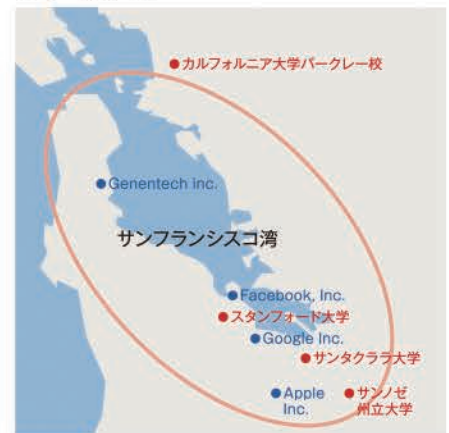 カルフォルニア大学バークレー校
Genentech inc.
サンフランシスコ湾
Facebook, Inc.
スタンフォード大学
Google Inc.
サンタクララ大学
Apple
Inc.
サンノゼ
州立大学